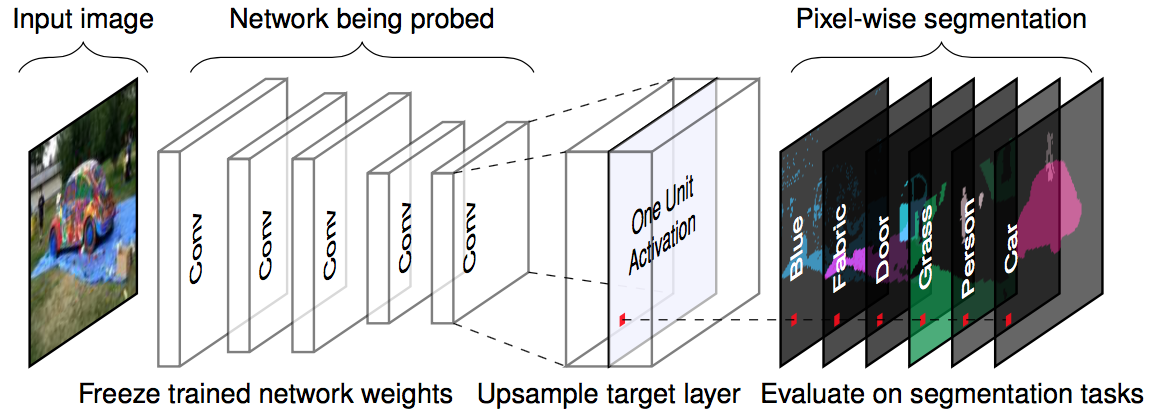 Input image
Network being probed
Pixel-wise segmentation
Conv
Conv
Conv
Conv
Conv
One Unit
Activation
Blue
Fabric
Door
Grass
Person
Car
Freeze trained network weights
Upsample target layer
Evaluate on segmentation tasks